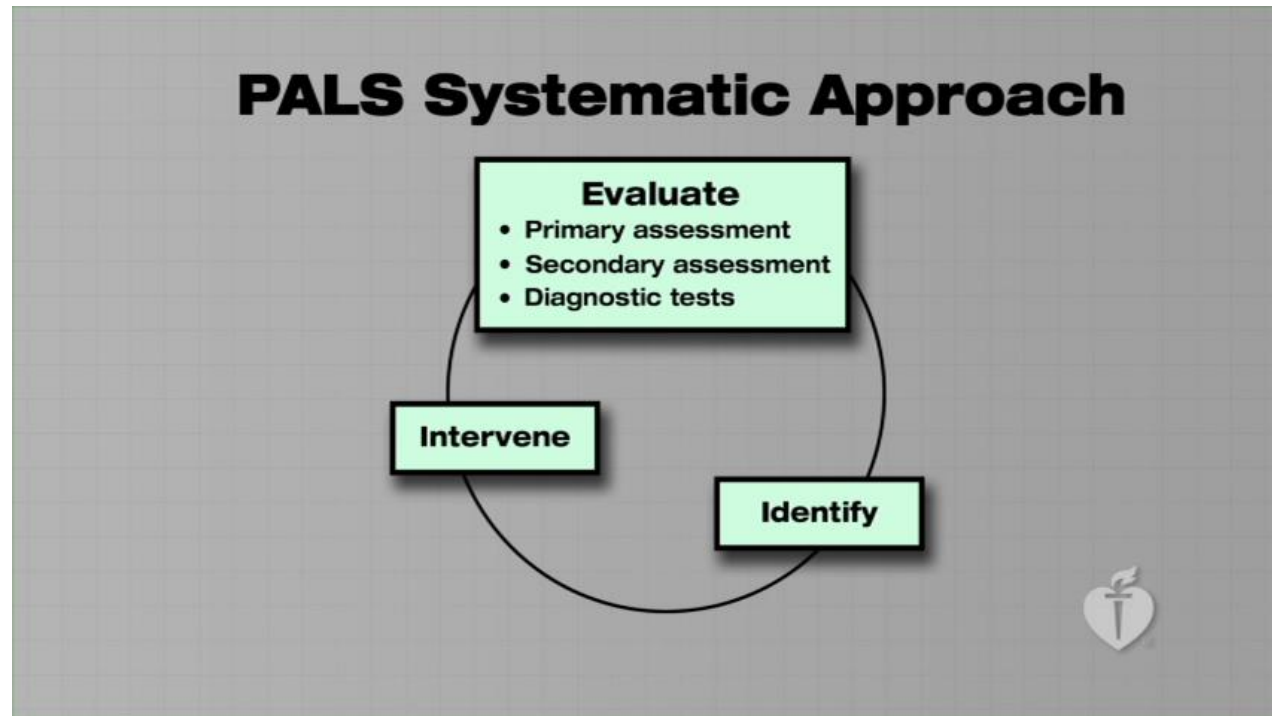 PALS Systematic Approach
Evaluate
• Primary assessment
• Secondary assessment
• Diagnostic tests
Intervene
Identify